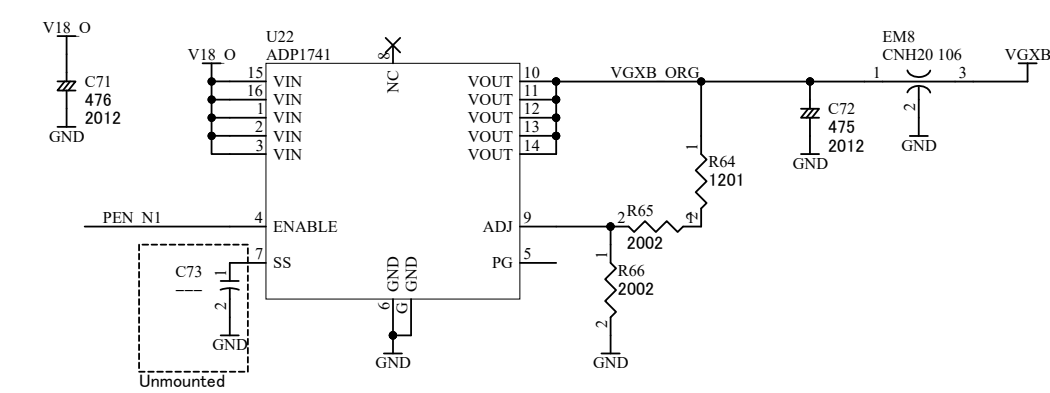 V18_O
C71
476
2012
GND
V18_O
U22
ADP1741
8
NC
15 VIN
16 VIN
1 VIN
2 VIN
3 VIN
VOUT 10
VOUT 11
VOUT 12
VOUT 13
VOUT 14
VGXB_ORG
EM8
CNH20 106
VGXB
1
3
2
GND
C72
475
2012
GND
1
R64
1201
2
PEN_N1
4 ENABLE
ADJ 9
2
R65
2002
1
7 SS
PG 5
1
R66
2002
2
GND
C73
---
1
2
GND
Unmounted
GND
GND
6
G
GND